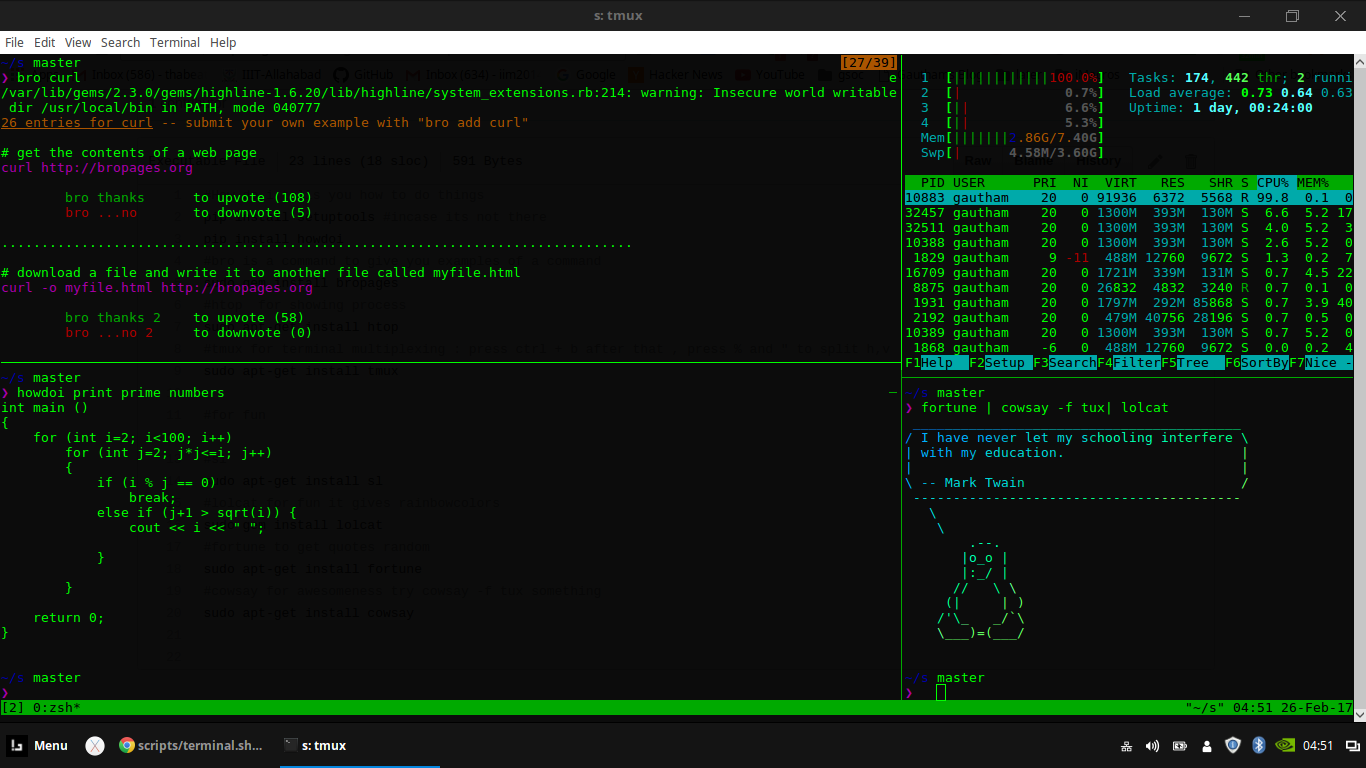 s: tmux
File Edit View Search Terminal Help
~/s master [27/39]
❯ bro curl e
/var/lib/gems/2.3.0/gems/highline-1.6.20/lib/highline/system_extensions.rb:214: warning: Insecure world writable
 dir /usr/local/bin in PATH, mode 040777
26 entries for curl -- submit your own example with "bro add curl"
# get the contents of a web page
curl http://bropages.org
bro thanks to upvote (108)
bro ...no to downvote (5)
...............................................................................
# download a file and write it to another file called myfile.html
curl -o myfile.html http://bropages.org
bro thanks 2 to upvote (58)
bro ...no 2 to downvote (0)
~/s master
❯ howdoi print prime numbers
int main ()
{
    for (int i=2; i<100; i++)
        for (int j=2; j*j<=i; j++)
        {
            if (i % j == 0)
                break;
            else if (j+1 > sqrt(i)) {
                cout << i << " ";
            }
        }
    return 0;
}
~/s master
❯
1 [||||||||||||100.0%] Tasks: 174, 442 thr; 2 runni
2 [| 0.7%] Load average: 0.73 0.64 0.63
3 [|| 6.6%] Uptime: 1 day, 00:24:00
4 [|| 5.3%]
Mem[|||||||2.86G/7.40G]
Swp[| 4.58M/3.60G]
PID USER PRI NI VIRT RES SHR S CPU% MEM%
10883 gautham 20 0 91936 6372 5568 R 99.8 0.1 0
32457 gautham 20 0 1300M 393M 130M S 6.6 5.2 17
32511 gautham 20 0 1300M 393M 130M S 4.0 5.2 3
10388 gautham 20 0 1300M 393M 130M S 2.6 5.2 0
1829 gautham 9 -11 488M 12760 9672 S 1.3 0.2 7
16709 gautham 20 0 1721M 339M 131M S 0.7 4.5 22
8875 gautham 20 0 26832 4832 3240 R 0.7 0.1 0
1931 gautham 20 0 1797M 292M 85868 S 0.7 3.9 40
2192 gautham 20 0 479M 40756 28196 S 0.7 0.5 0
10389 gautham 20 0 1300M 393M 130M S 0.7 5.2 0
1868 gautham -6 0 488M 12760 9672 S 0.0 0.2 4
F1Help F2Setup F3SearchF4FilterF5Tree F6SortByF7Nice -
~/s master
❯ fortune | cowsay -f tux| lolcat
 _________________________________________
/ I have never let my schooling interfere \
| with my education. |
| |
\ -- Mark Twain /
 -----------------------------------------
   \
    \
        .--.
       |o_o |
       |:_/ |
      //   \ \
     (|     | )
    /'\_   _/`\
    \___)=(___/
~/s master
❯
[2] 0:zsh* "~/s" 04:51 26-Feb-17
Menu scripts/terminal.sh... s: tmux 04:51